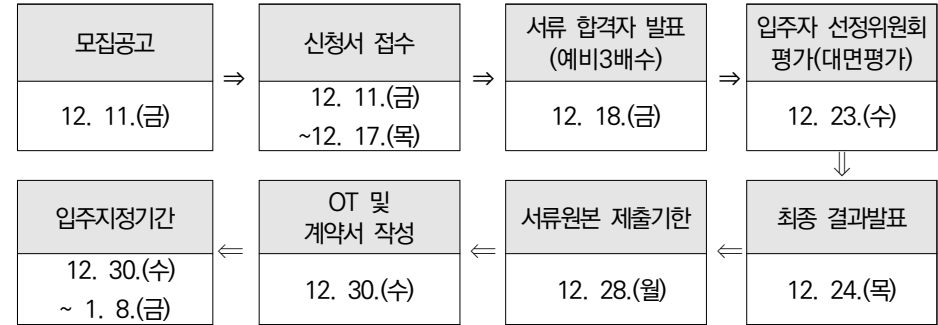 모집공고
12. 11.(금)
⇒
신청서 접수
12. 11.(금)
~12. 17.(목)
⇒
서류 합격자 발표
(예비3배수)
12. 18.(금)
⇒
입주자 선정위원회
평가(대면평가)
12. 23.(수)
⇓
최종 결과발표
12. 24.(목)
⇐
서류원본 제출기한
12. 28.(월)
⇐
OT 및
계약서 작성
12. 30.(수)
⇐
입주지정기간
12. 30.(수)
~ 1. 8.(금)